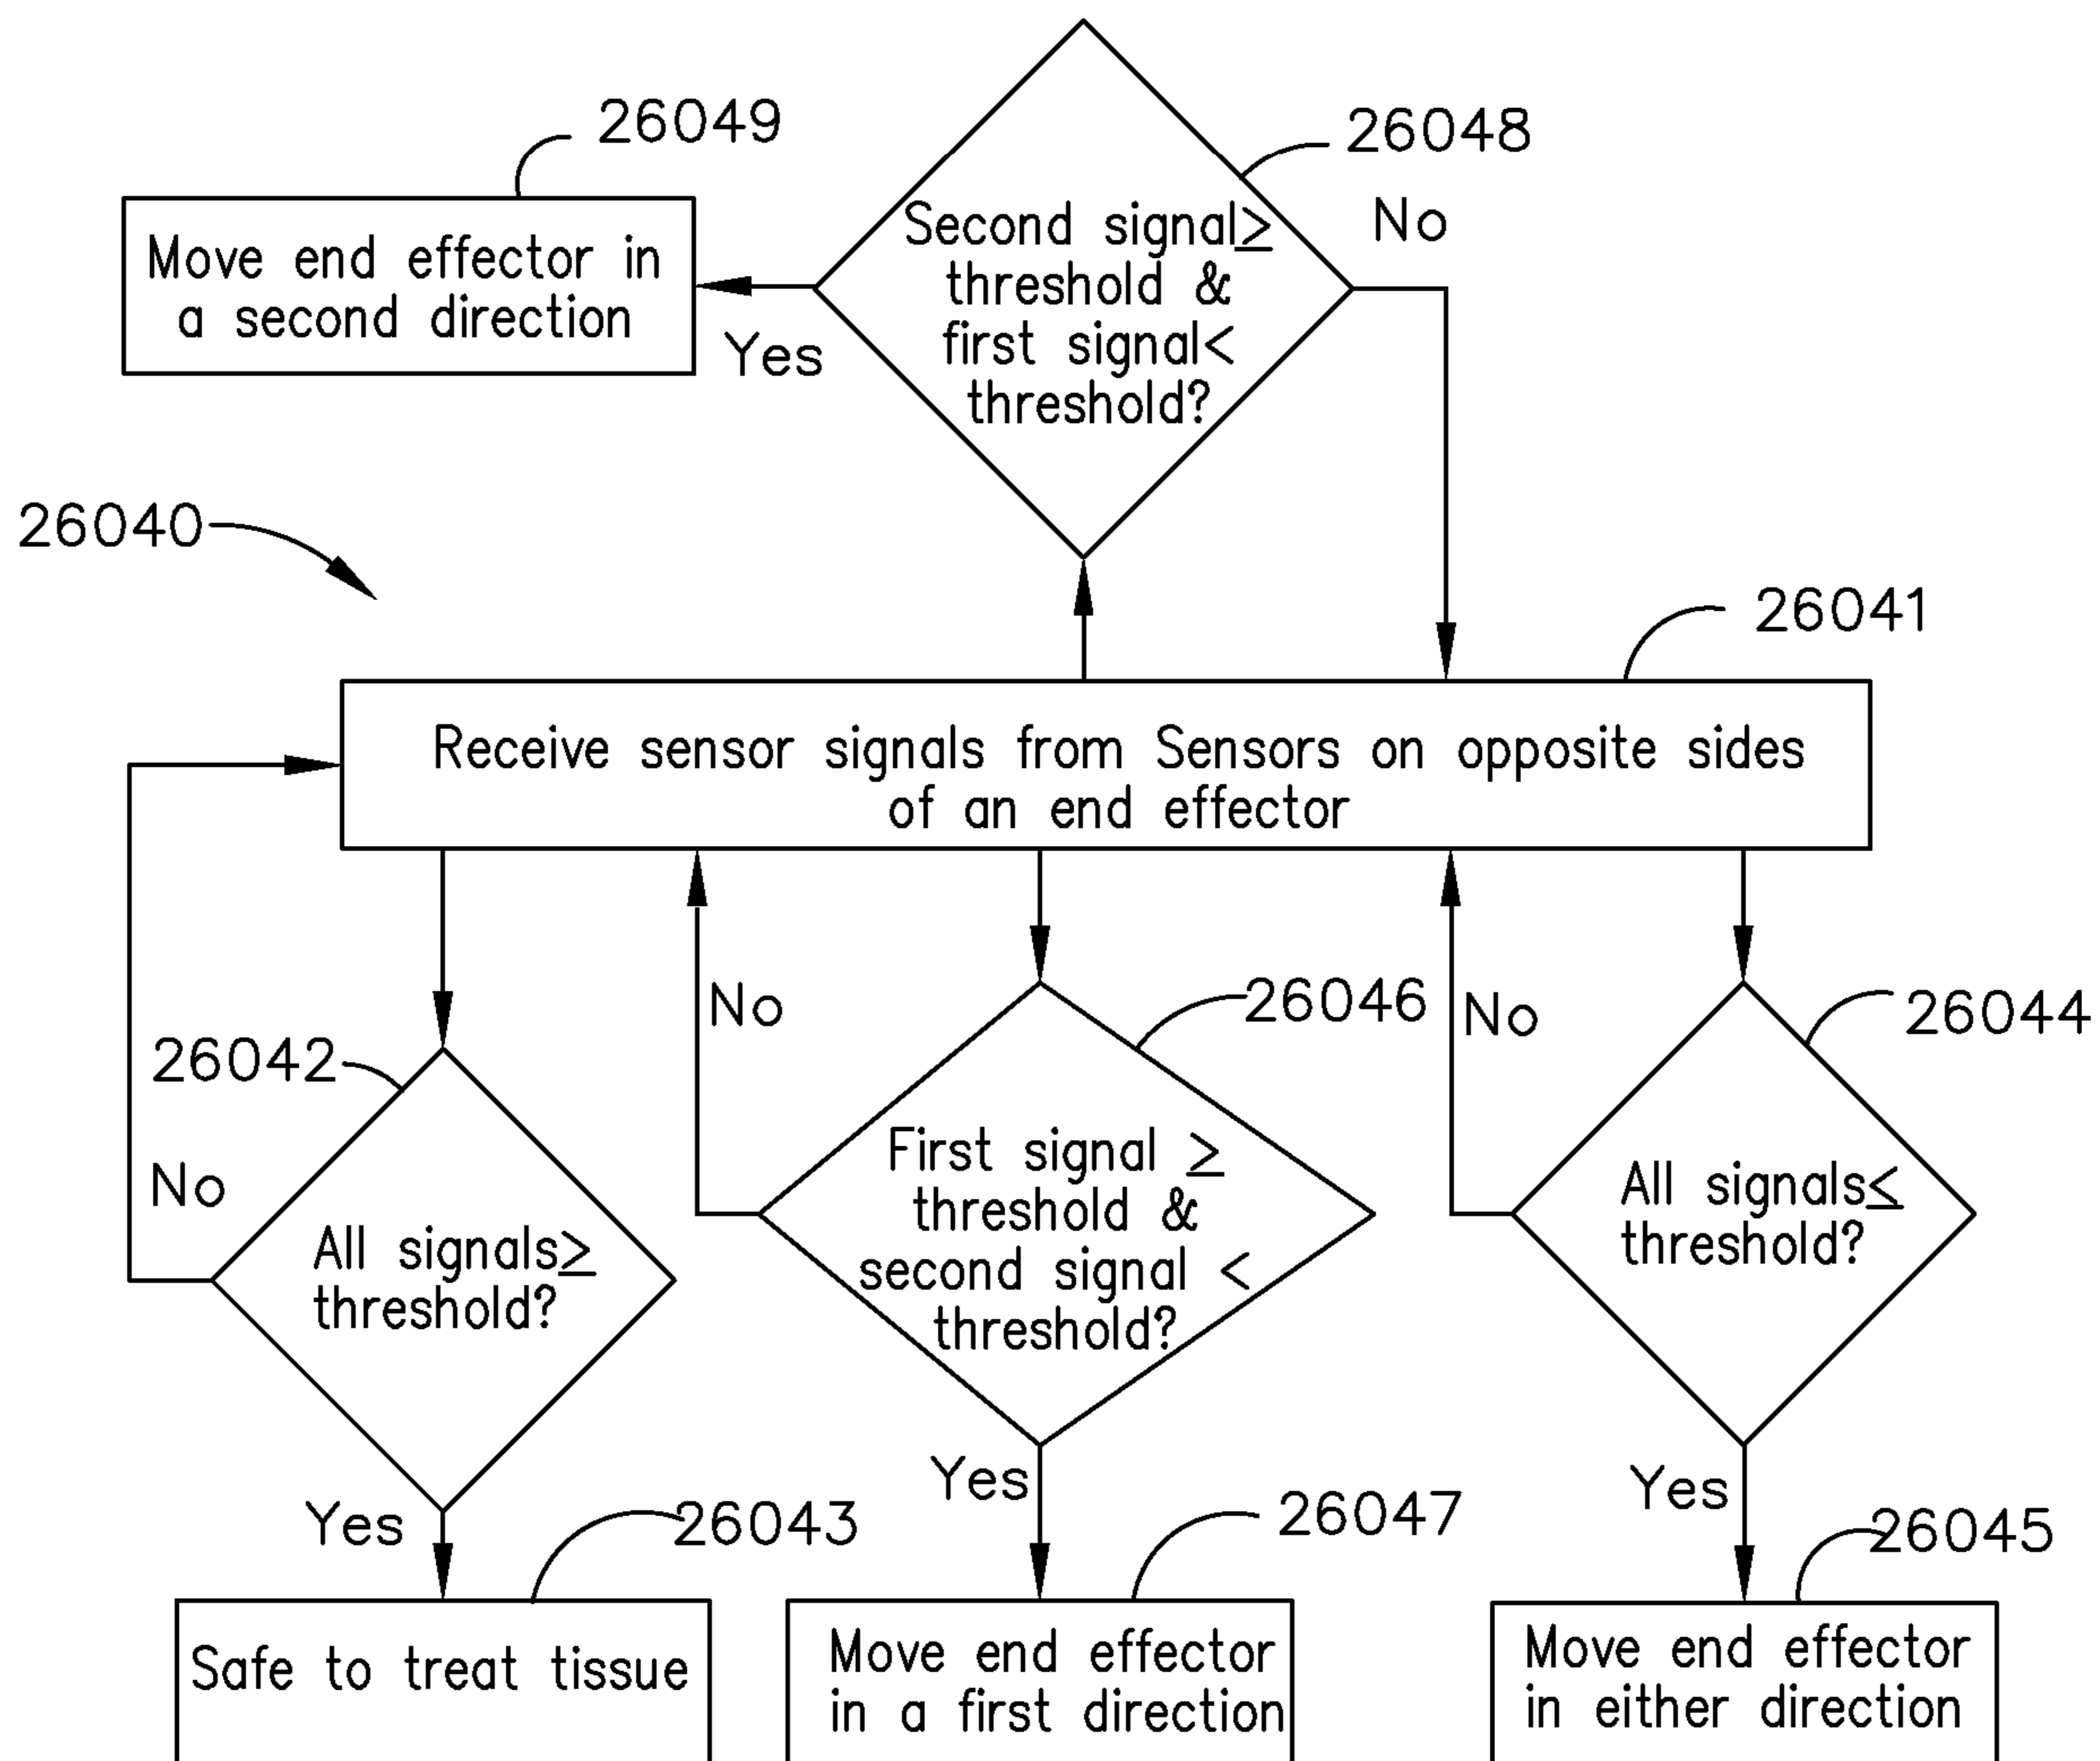 26049
26048
Move end effector in
a second direction
Yes
Second signal≥
threshold &
first signal<
threshold?
No
26040
26041
Receive sensor signals from Sensors on opposite sides
of an end effector
26042
No
All signals≥
threshold?
Yes
26043
Safe to treat tissue
No
26046
First signal ≥
threshold &
second signal <
threshold?
Yes
26047
Move end effector
in a first direction
No
26044
All signals≤
threshold?
Yes
26045
Move end effector
in either direction